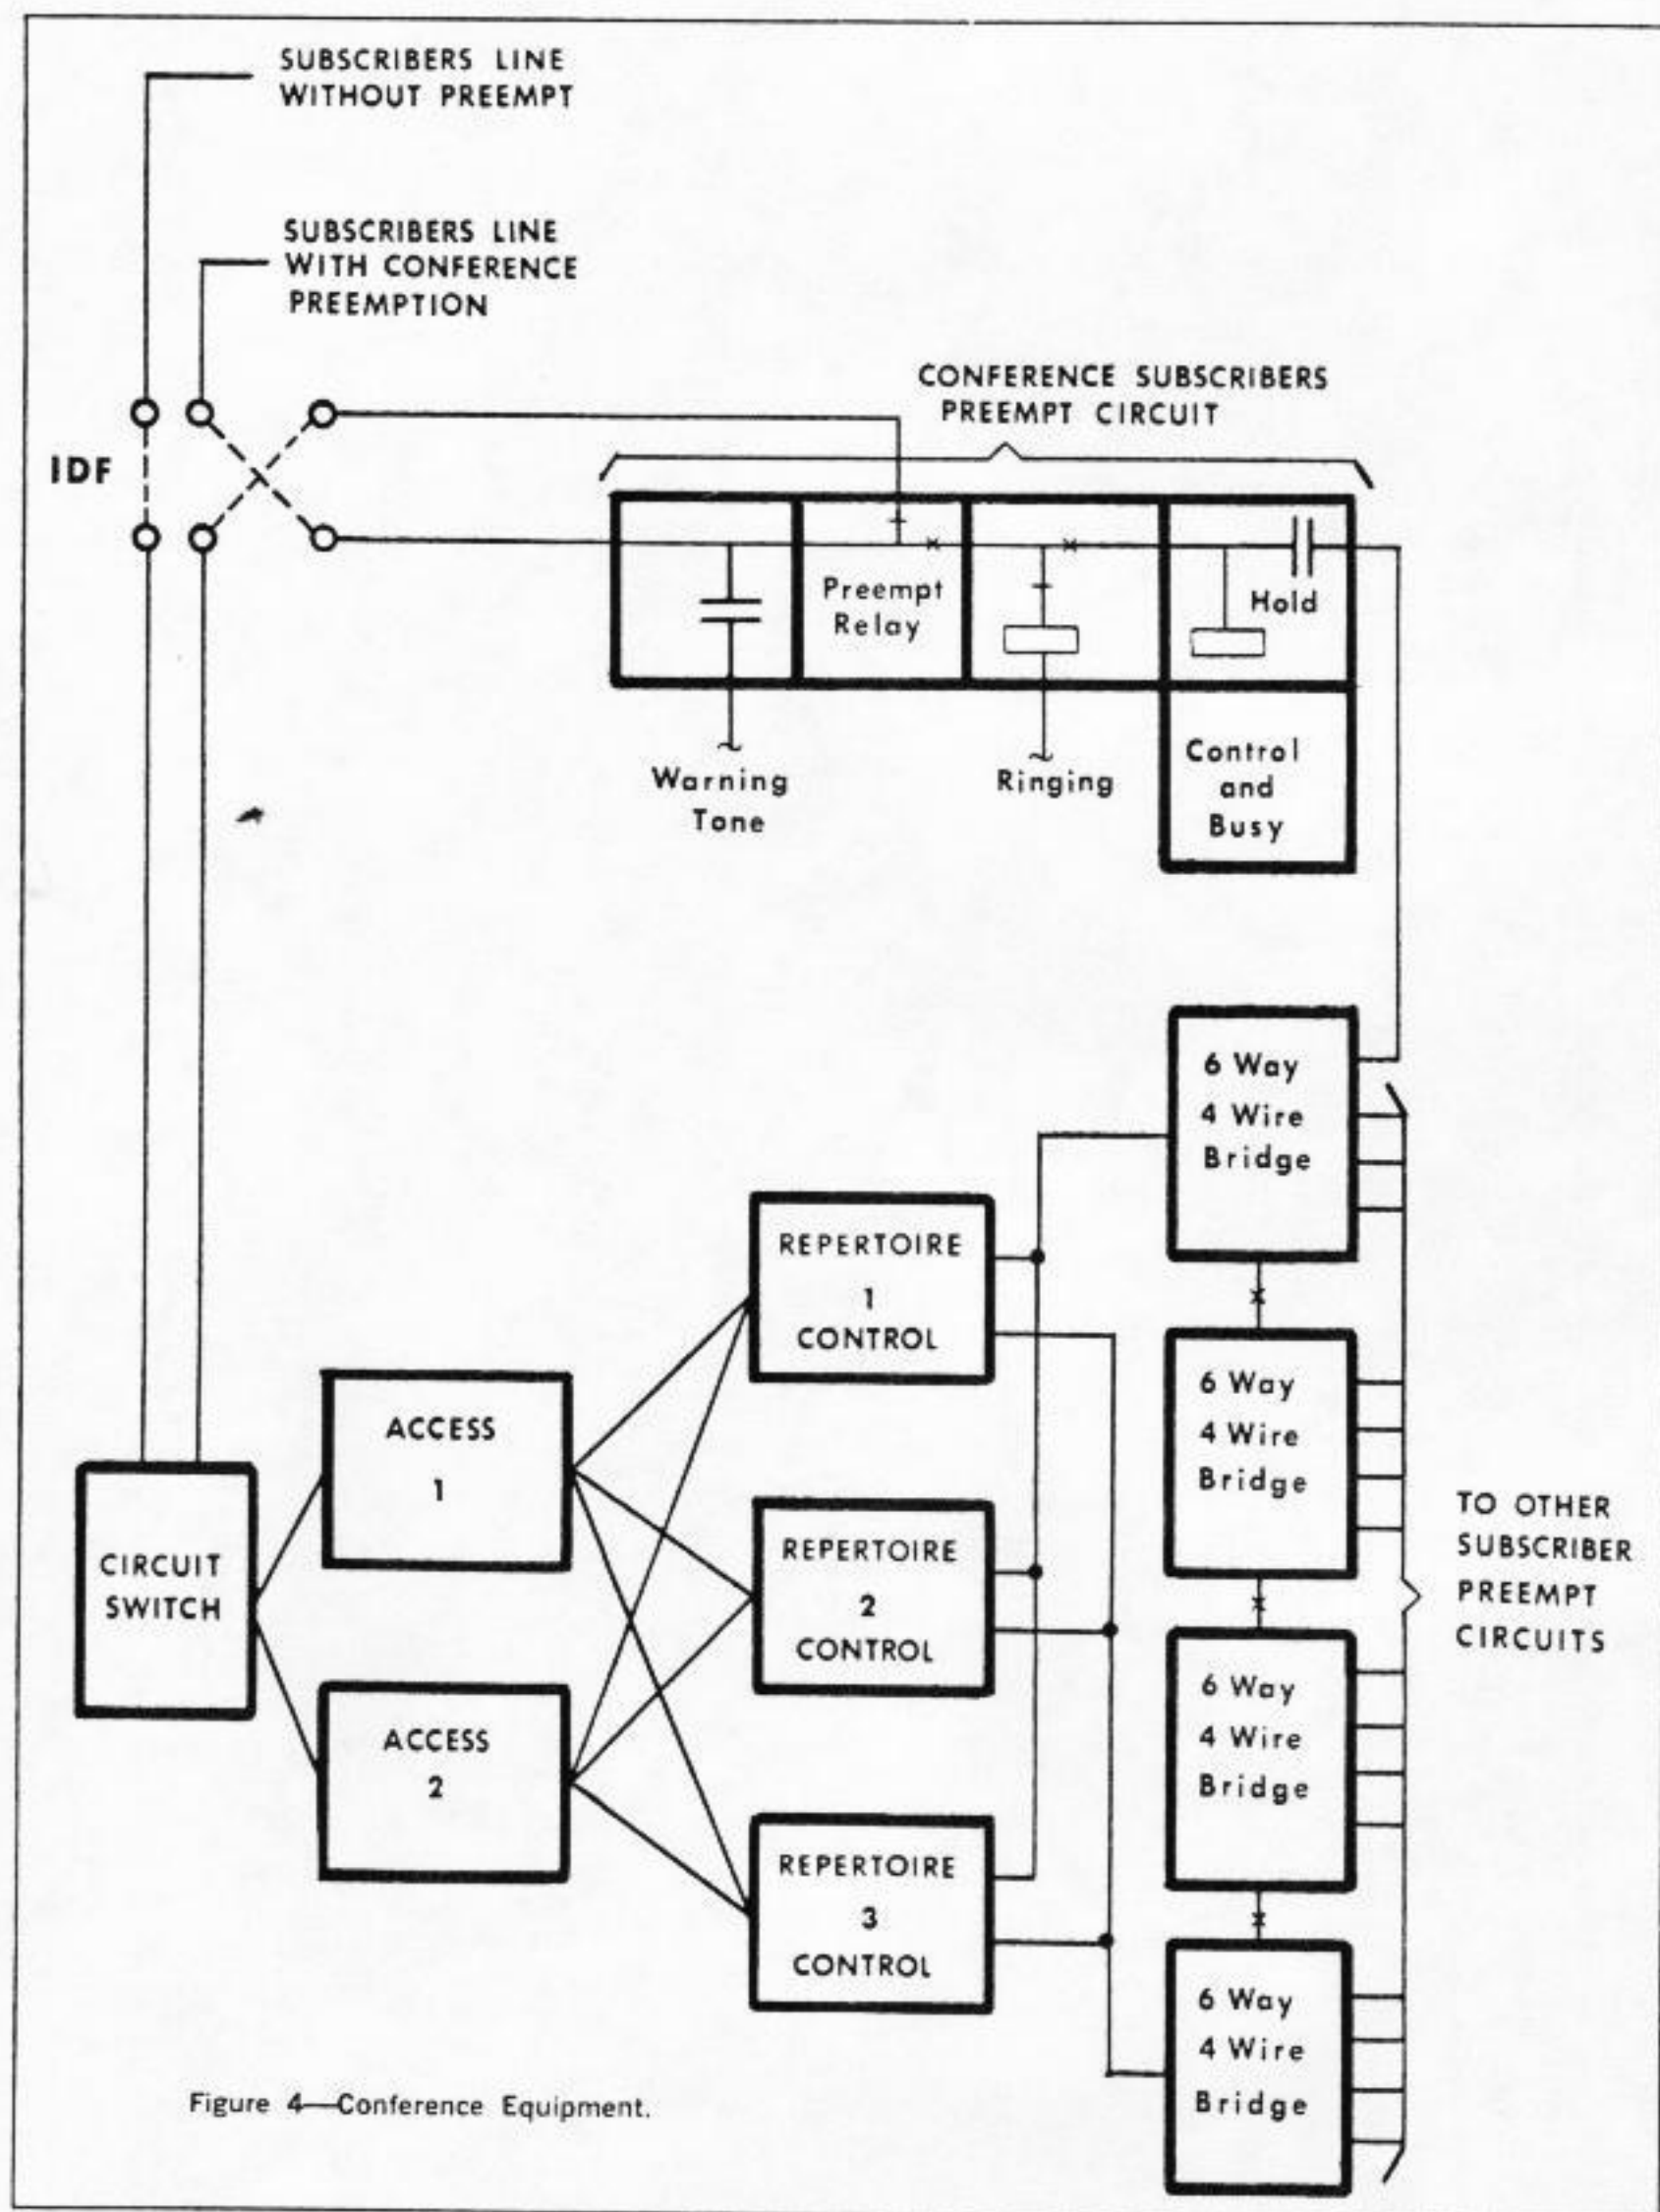 SUBSCRIBERS LINE
WITHOUT PREEMPT
SUBSCRIBERS LINE
WITH CONFERENCE
PREEMPTION
CONFERENCE SUBSCRIBERS
PREEMPT CIRCUIT
IDF
Preempt
Relay
Hold
Warning
Tone
Ringing
Control
and
Busy
6 Way
4 Wire
Bridge
REPERTOIRE
1
CONTROL
6 Way
4 Wire
Bridge
ACCESS
1
CIRCUIT
SWITCH
REPERTOIRE
2
CONTROL
TO OTHER
SUBSCRIBER
PREEMPT
CIRCUITS
6 Way
4 Wire
Bridge
ACCESS
2
REPERTOIRE
3
CONTROL
6 Way
4 Wire
Bridge
Figure 4—Conference Equipment.